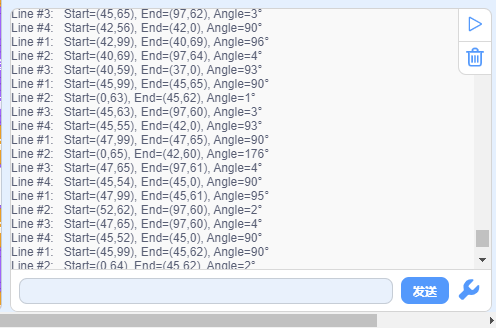 Line #3: Start=(45,65), End=(97,62), Angle=3°
Line #4: Start=(42,56), End=(42,0), Angle=90°
Line #1: Start=(42,99), End=(40,69), Angle=96°
Line #2: Start=(40,69), End=(97,64), Angle=4°
Line #3: Start=(40,59), End=(37,0), Angle=93°
Line #1: Start=(45,99), End=(45,65), Angle=90°
Line #2: Start=(0,63), End=(45,62), Angle=1°
Line #3: Start=(45,63), End=(97,60), Angle=3°
Line #4: Start=(45,55), End=(42,0), Angle=93°
Line #1: Start=(47,99), End=(47,65), Angle=90°
Line #2: Start=(0,65), End=(42,60), Angle=176°
Line #3: Start=(47,65), End=(97,61), Angle=4°
Line #4: Start=(45,54), End=(45,0), Angle=90°
Line #1: Start=(47,99), End=(45,61), Angle=95°
Line #2: Start=(52,62), End=(97,60), Angle=2°
Line #3: Start=(47,65), End=(97,60), Angle=4°
Line #4: Start=(45,52), End=(45,0), Angle=90°
Line #1: Start=(45,99), End=(45,62), Angle=90°
Line #2: Start=(0,64), End=(45,62), Angle=2°
发送